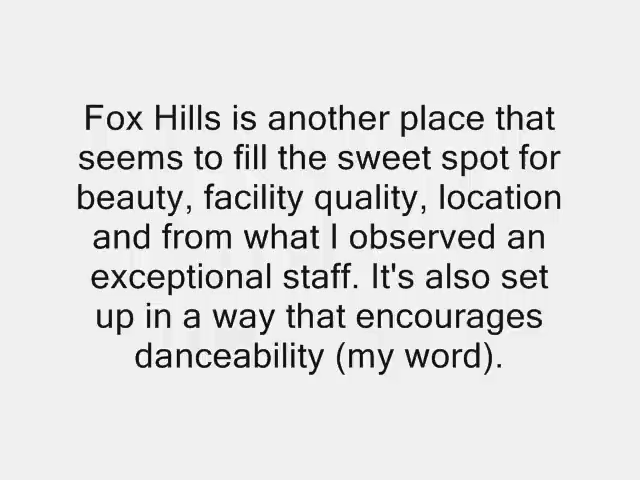 Fox Hills is another place that
seems to fill the sweet spot for
beauty, facility quality, location
and from what I observed an
exceptional staff. It's also set
up in a way that encourages
danceability (my word).